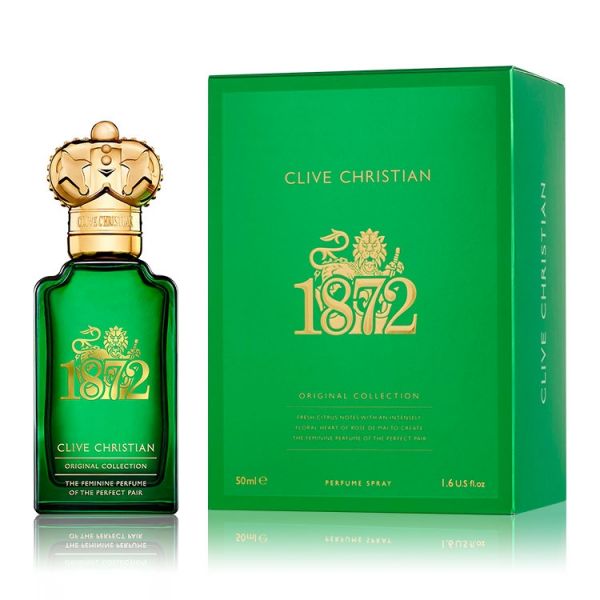 CLIVE CHRISTIAN
1872
CLIVE CHRISTIAN
ORIGINAL COLLECTION
THE FEMININE PERFUME
OF THE PERFECT PAIR
CLIVE CHRISTIAN
1872
ORIGINAL COLLECTION
FRESH CITRUS NOTES WITH AN INTENSELY
FLORAL HEART OF ROSE DE MAI TO CREATE
THE FEMININE PERFUME OF THE PERFECT PAIR
50ml e
PERFUME SPRAY
1.6 U.S fl.oz
CLIVE CHRISTIAN